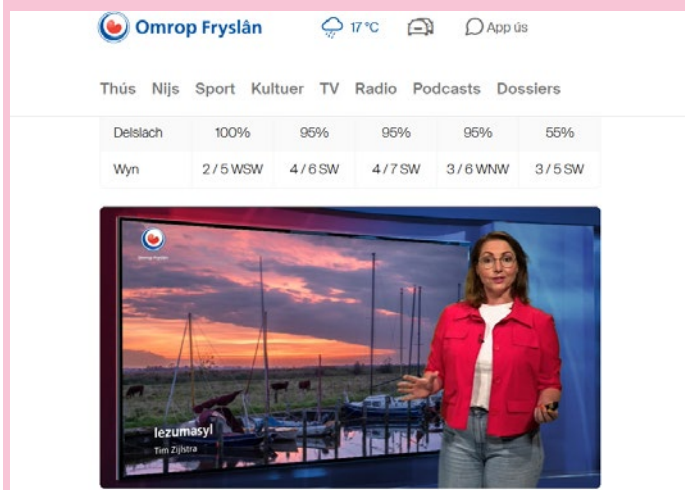 Omrop Fryslân 17 °C App ús
Thús Nijs Sport Kultuer TV Radio Podcasts Dossiers
Delslach 100% 95% 95% 95% 55%
Wyn 2 / 5 WSW 4 / 6 SW 4 / 7 SW 3 / 6 WNW 3 / 5 SW
Omrop Fryslân
Iezumasyl
Tim Zijlstra